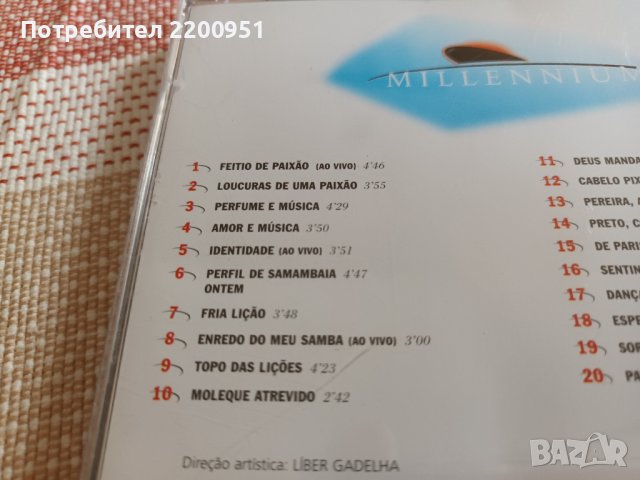 Потребител 2200951
MILLENNIUM
1 FEITIO DE PAIXÃO (AO VIVO) 4'46
2 LOUCURAS DE UMA PAIXÃO 3'55
3 PERFUME E MÚSICA 4'29
4 AMOR E MÚSICA 3'50
5 IDENTIDADE (AO VIVO) 3'51
6 PERFIL DE SAMAMBAIA 4'47
ONTEM
7 FRIA LIÇÃO 3'48
8 ENREDO DO MEU SAMBA (AO VIVO) 3'00
9 TOPO DAS LIÇÕES 4'23
10 MOLEQUE ATREVIDO 2'42
11 DEUS MANDA
12 CABELO PIX
13 PEREIRA, A
14 PRETO, C
15 DE PARI
16 SENTIN
17 DANÇA
18 ESPE
19 SOR
20 PA
Direção artística: LÍBER GADELHA
BAZAR